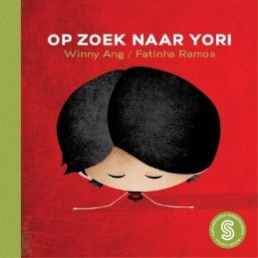 OP ZOEK NAAR YORI
Winny Ang / Fatinha Ramos
S